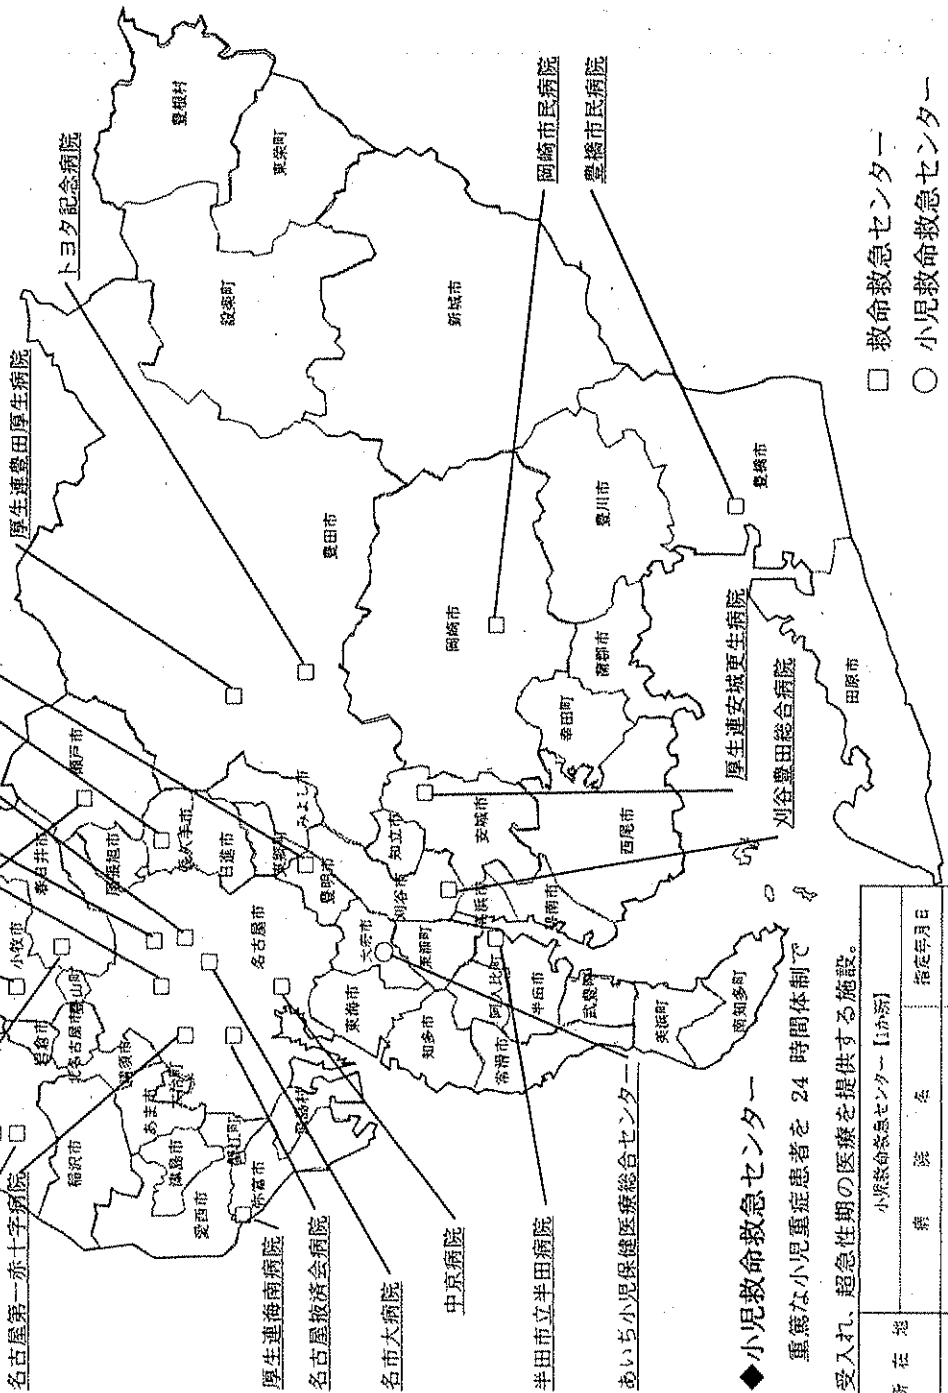 トヨタ記念病院
厚生連豊田厚生病院
岡崎市民病院
豊橋市民病院
豊根村
東栄町
設楽町
新城市
豊田市
岡崎市
豊川市
豊橋市
蒲郡市
幸田町
田原市
西尾市
安城市
知立市
刈谷市
高浜市
碧南市
みよし市
豊明市
東郷町
日進市
長久手市
瀬戸市
尾張旭市
春日井市
小牧市
名古屋市
豊山町
北名古屋市
岩倉市
清須市
稲沢市
あま市
大治町
津島市
愛西市
蟹江町
弥富市
飛島村
東海市
大府市
東浦町
知多市
阿久比町
常滑市
半田市
武豊町
美浜町
南知多町
厚生連安城更生病院
刈谷豊田総合病院
名古屋第一赤十字病院
厚生連海南病院
名古屋掖済会病院
名市大病院
中京病院
半田市立半田病院
あいち小児保健医療総合センター
□ 救命救急センター
○ 小児救命救急センター
◆小児救命救急センター
重篤な小児重症患者を 24 時間体制で
受入れ、超急性期の医療を提供する施設。
小児救命救急センター【1か所】
所 在 地
病 院 名
指定年月日